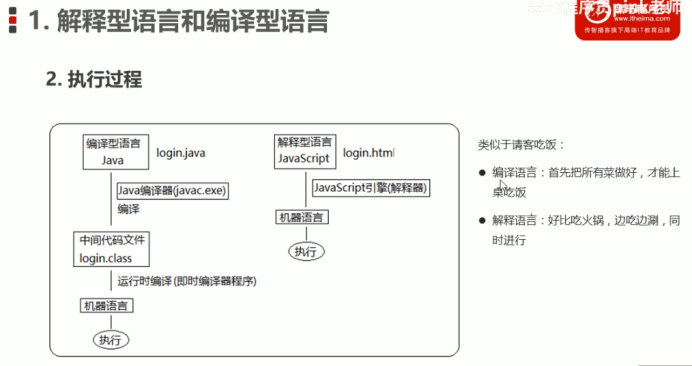 1. 解释型语言和编译型语言
老师
www.itheima.com
传智播客旗下高端IT教育品牌
2. 执行过程
编译型语言
Java
login.java
Java编译器(javac.exe)
编译
中间代码文件
login.class
运行时编译(即时编译器程序)
机器语言
执行
解释型语言
JavaScript
login.html
JavaScript引擎(解释器)
机器语言
执行
类似于请客吃饭：
编译语言：首先把所有菜做好，才能上
桌吃饭
解释语言：好比吃火锅，边吃边涮，同
时进行